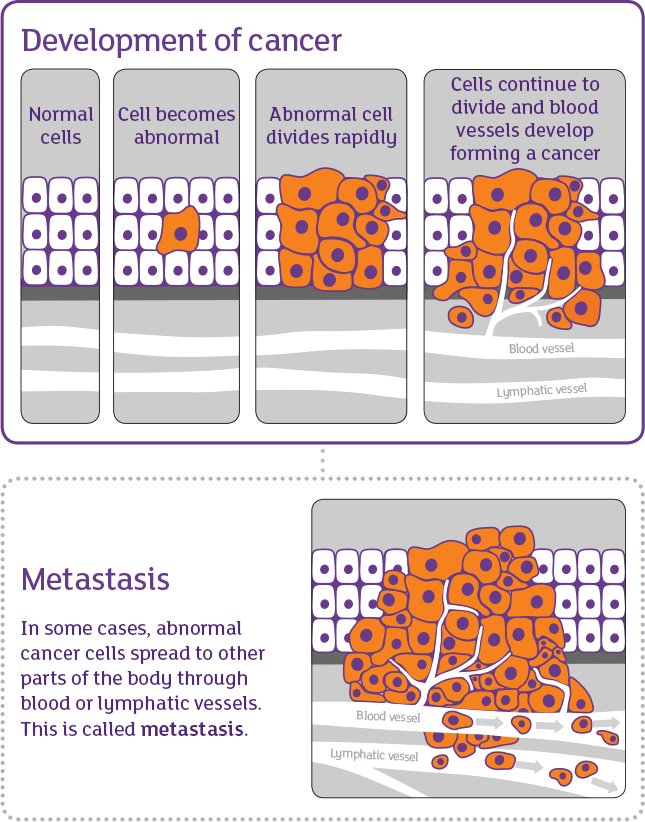 Development of cancer
Normal
cells
Cell becomes
abnormal
Abnormal cell
divides rapidly
Cells continue to
divide and blood
vessels develop
forming a cancer
Blood vessel
Lymphatic vessel
Metastasis
In some cases, abnormal
cancer cells spread to other
parts of the body through
blood or lymphatic vessels.
This is called metastasis.
Blood vessel
Lymphatic vessel